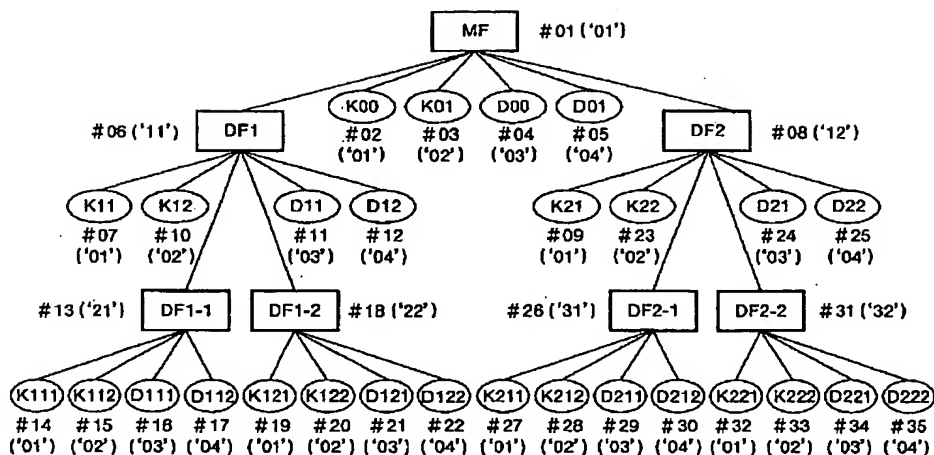 MF #01 ('01')
K00 K01 D00 D01
#06 ('11') DF1 #02 #03 #04 #05 DF2 #08 ('12')
('01') ('02') ('03') ('04')
K11 K12 D11 D12 K21 K22 D21 D22
#07 #10 #11 #12 #09 #23 #24 #25
('01') ('02') ('03') ('04') ('01') ('02') ('03') ('04')
#13 ('21') DF1-1 DF1-2 #18 ('22') #26 ('31') DF2-1 DF2-2 #31 ('32')
K111 K112 D111 D112 K121 K122 D121 D122 K211 K212 D211 D212 K221 K222 D221 D222
#14 #15 #16 #17 #19 #20 #21 #22 #27 #28 #29 #30 #32 #33 #34 #35
('01') ('02') ('03') ('04') ('01') ('02') ('03') ('04') ('01') ('02') ('03') ('04') ('01') ('02') ('03') ('04')